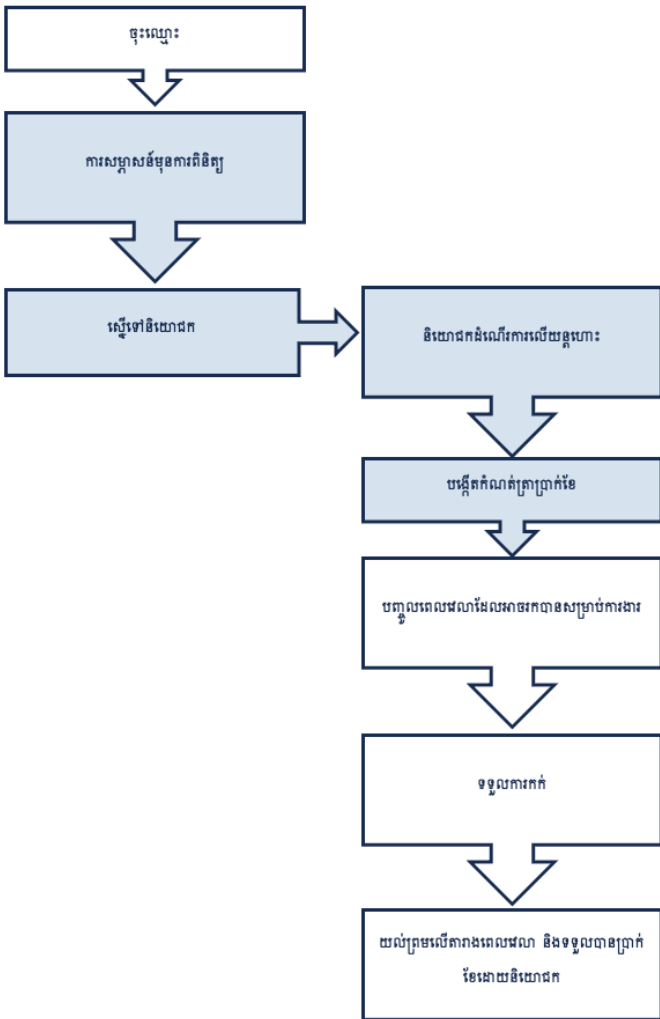 ចុះឈ្មោះ
ការសម្ភាសន៍មុនការពិនិត្យ
ស្នើទៅនិយោជក
និយោជកដំណើរការលើយន្តហោះ
បង្កើតកំណត់ត្រាប្រាក់ខែ
បញ្ចូលពេលវេលាដែលអាចរកបានសម្រាប់ការងារ
ទទួលការកក់
យល់ព្រមលើតារាងពេលវេលា និងទទួលបានប្រាក់
ខែដោយនិយោជក